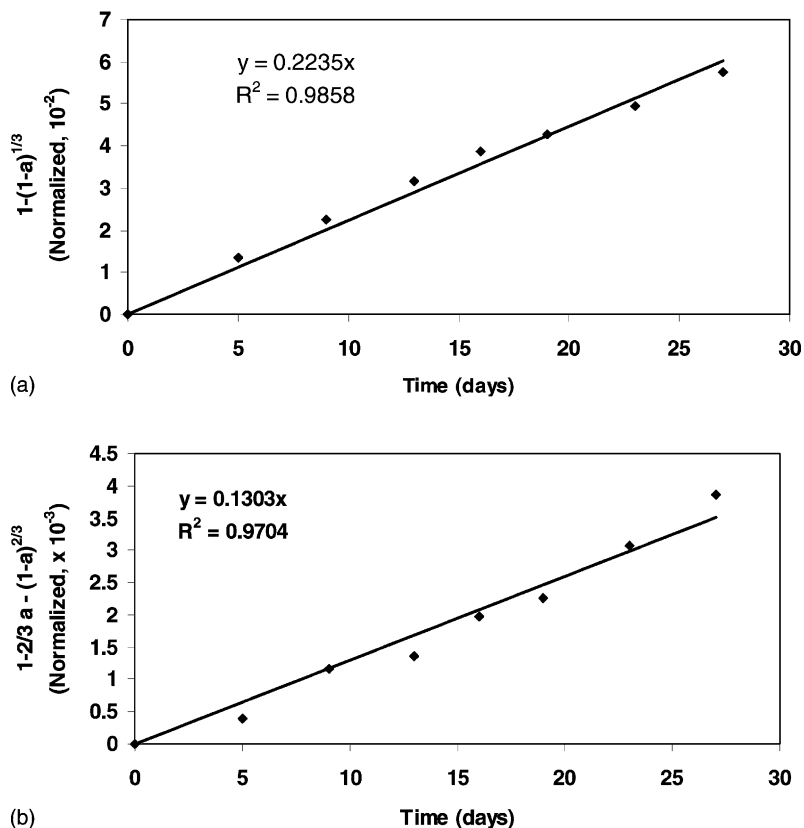 7
6
5
4
3
2
1
0
y = 0.2235x
R² = 0.9858
1-(1-a)^1/3
(Normalized, 10⁻²)
0 5 10 15 20 25 30
Time (days)
(a)
4.5
4
3.5
3
2.5
2
1.5
1
0.5
0
y = 0.1303x
R² = 0.9704
1-2/3 a - (1-a)^2/3
(Normalized, x 10⁻³)
0 5 10 15 20 25 30
Time (days)
(b)